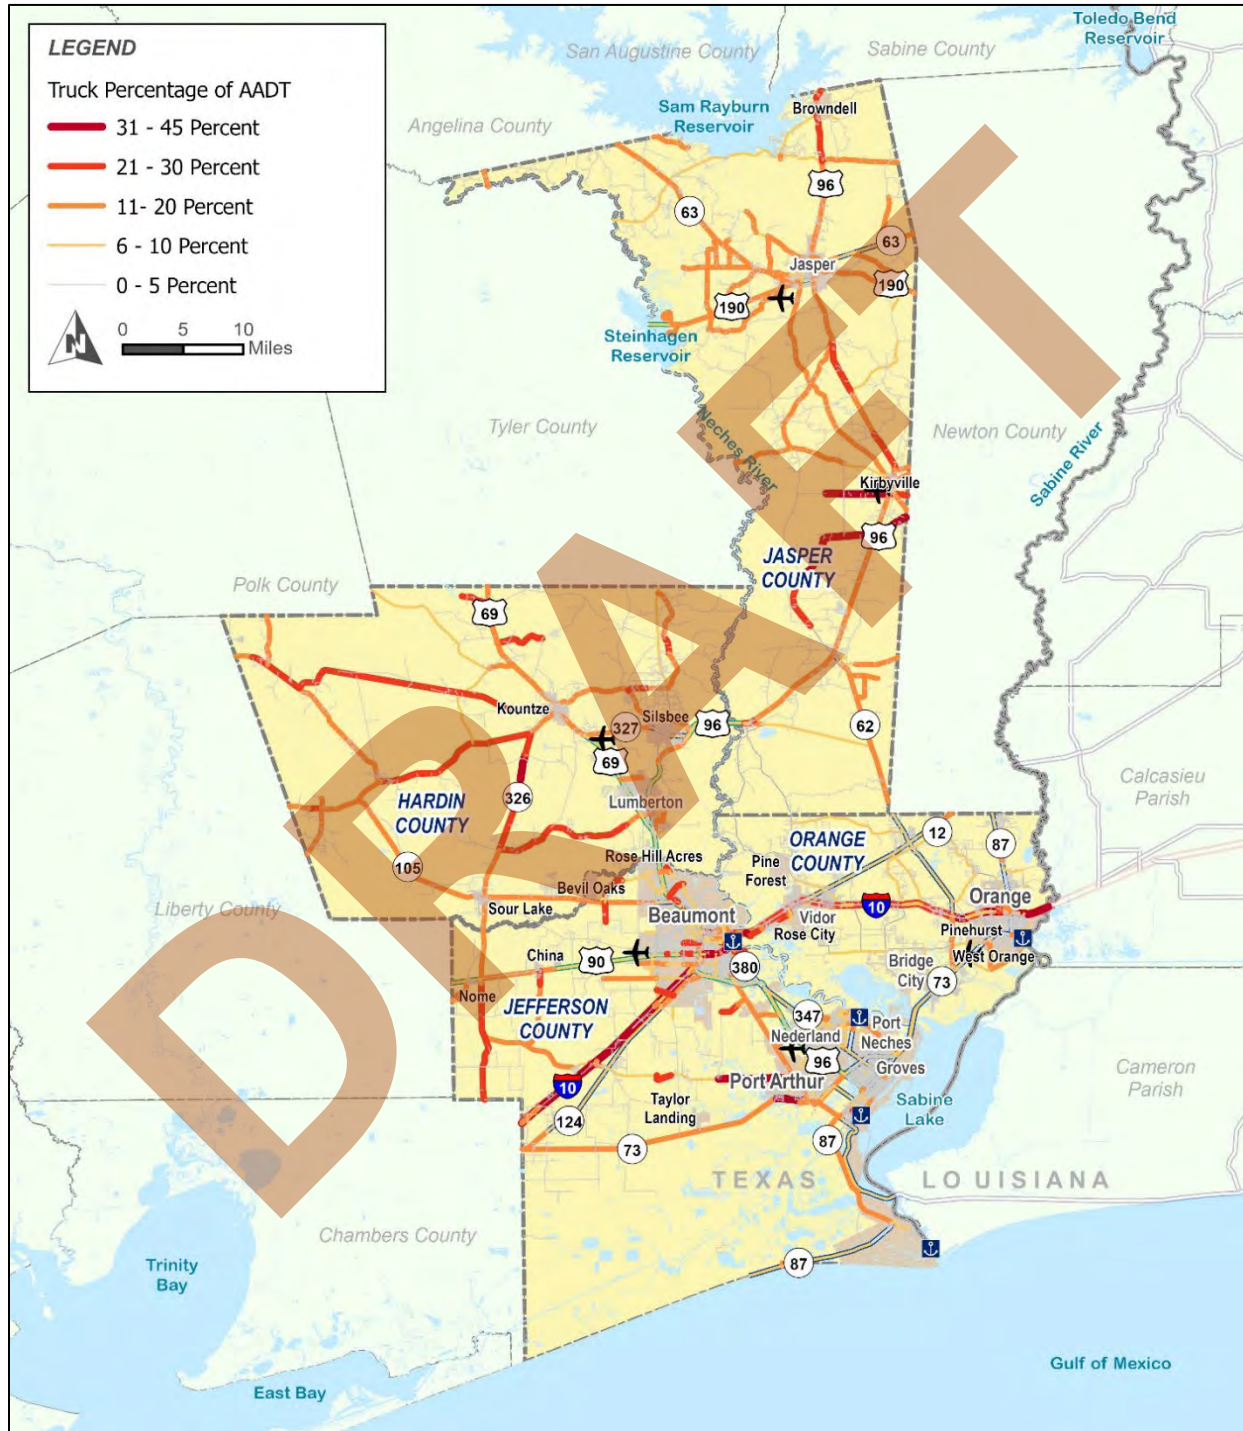 LEGEND
Truck Percentage of AADT
31 - 45 Percent
21 - 30 Percent
11- 20 Percent
6 - 10 Percent
0 - 5 Percent
N
0 5 10
Miles
Toledo Bend
Reservoir
San Augustine County
Sabine County
Sam Rayburn
Reservoir
Browndell
Angelina County
96
63
63
Jasper
190
190
Steinhagen
Reservoir
Tyler County
Neches River
Newton County
Sabine River
Kirbyville
96
JASPER
COUNTY
Polk County
69
Kountze
Silsbee
327
96
62
69
Calcasieu
Parish
326
Lumberton
HARDIN
COUNTY
ORANGE
COUNTY
12
87
Rose Hill Acres
Pine
Forest
105
Bevil Oaks
Liberty County
Sour Lake
Beaumont
Vidor
Rose City
10
Orange
Pinehurst
West Orange
China
90
380
Bridge
City
73
Nome
JEFFERSON
COUNTY
347
Port
Neches
Nederland
96
Groves
10
Port Arthur
Cameron
Parish
Taylor
Landing
Sabine
Lake
124
73
87
TEXAS
LOUISIANA
Chambers County
Trinity
Bay
87
Gulf of Mexico
East Bay
DRAFT